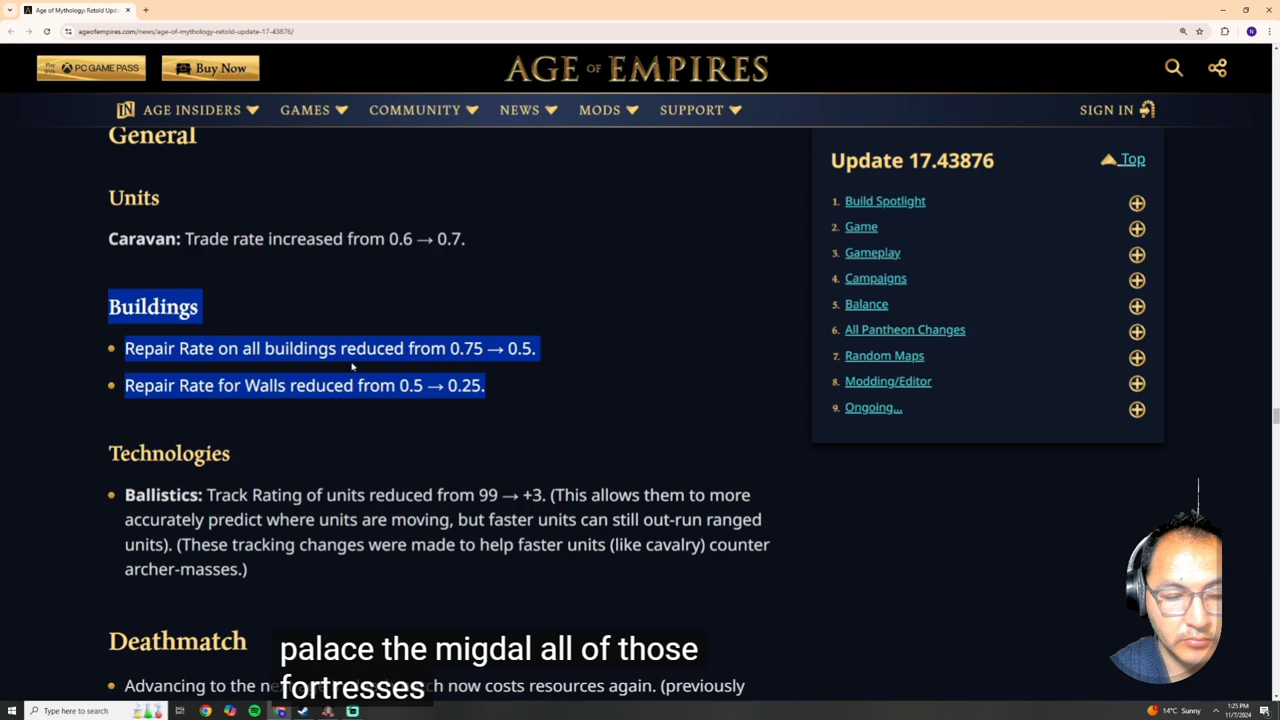 Age of Mythology: Retold Upda
ageofempires.com/news/age-of-mythology-retold-update-17-43876/
PC GAME PASS
Buy Now
AGE OF EMPIRES
AGE INSIDERS
GAMES
COMMUNITY
NEWS
MODS
SUPPORT
SIGN IN
General
Units
Caravan: Trade rate increased from 0.6 → 0.7.
Buildings
Repair Rate on all buildings reduced from 0.75 → 0.5.
Repair Rate for Walls reduced from 0.5 → 0.25.
Technologies
Ballistics: Track Rating of units reduced from 99 → +3. (This allows them to more
accurately predict where units are moving, but faster units can still out-run ranged
units). (These tracking changes were made to help faster units (like cavalry) counter
archer-masses.)
Deathmatch
Advancing to the ne
ch now costs resources again. (previously
Update 17.43876
Top
1. Build Spotlight
2. Game
3. Gameplay
4. Campaigns
5. Balance
6. All Pantheon Changes
7. Random Maps
8. Modding/Editor
9. Ongoing...
palace the migdal all of those
fortresses
Type here to search
14°C Sunny
1:25 PM
11/7/2024